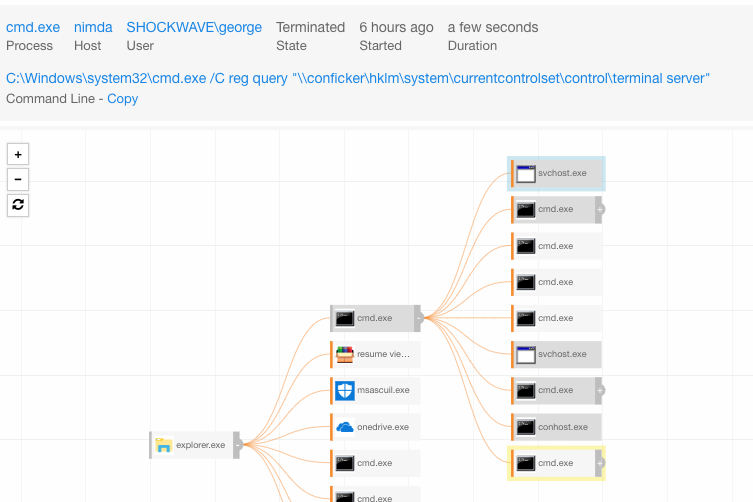 cmd.exe nimda SHOCKWAVE\george Terminated 6 hours ago a few seconds
Process Host User State Started Duration
C:\Windows\system32\cmd.exe /C reg query "\\conficker\hklm\system\currentcontrolset\control\terminal server"
Command Line - Copy
+
−
svchost.exe
cmd.exe
cmd.exe
cmd.exe
cmd.exe cmd.exe
resume vie... svchost.exe
msascuil.exe cmd.exe
onedrive.exe conhost.exe
explorer.exe
cmd.exe cmd.exe
cmd.exe